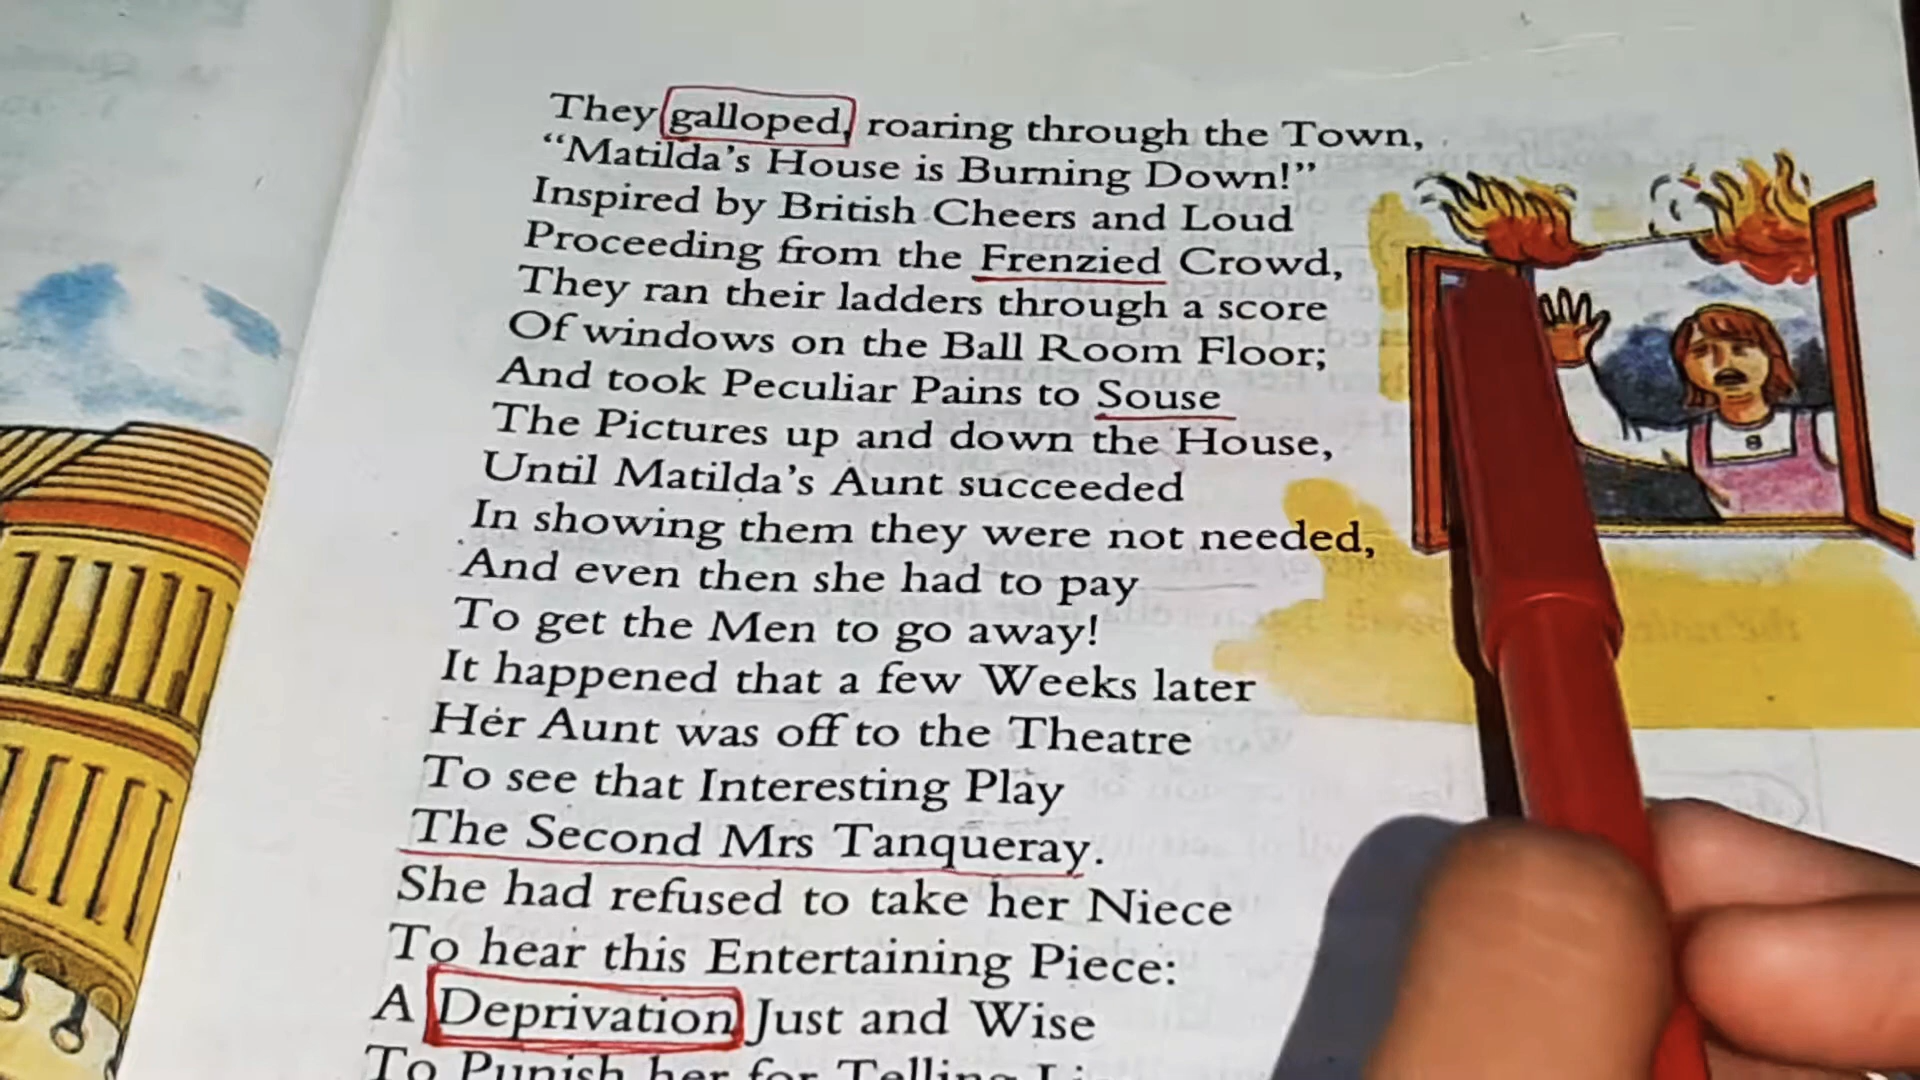 They galloped, roaring through the Town,
“Matilda’s House is Burning Down!”
Inspired by British Cheers and Loud
Proceeding from the Frenzied Crowd,
They ran their ladders through a score
Of windows on the Ball Room Floor;
And took Peculiar Pains to Souse
The Pictures up and down the House,
Until Matilda’s Aunt succeeded
In showing them they were not needed,
And even then she had to pay
To get the Men to go away!
It happened that a few Weeks later
Her Aunt was off to the Theatre
To see that Interesting Play
The Second Mrs Tanqueray.
She had refused to take her Niece
To hear this Entertaining Piece:
A Deprivation Just and Wise
To Punish her for Telling